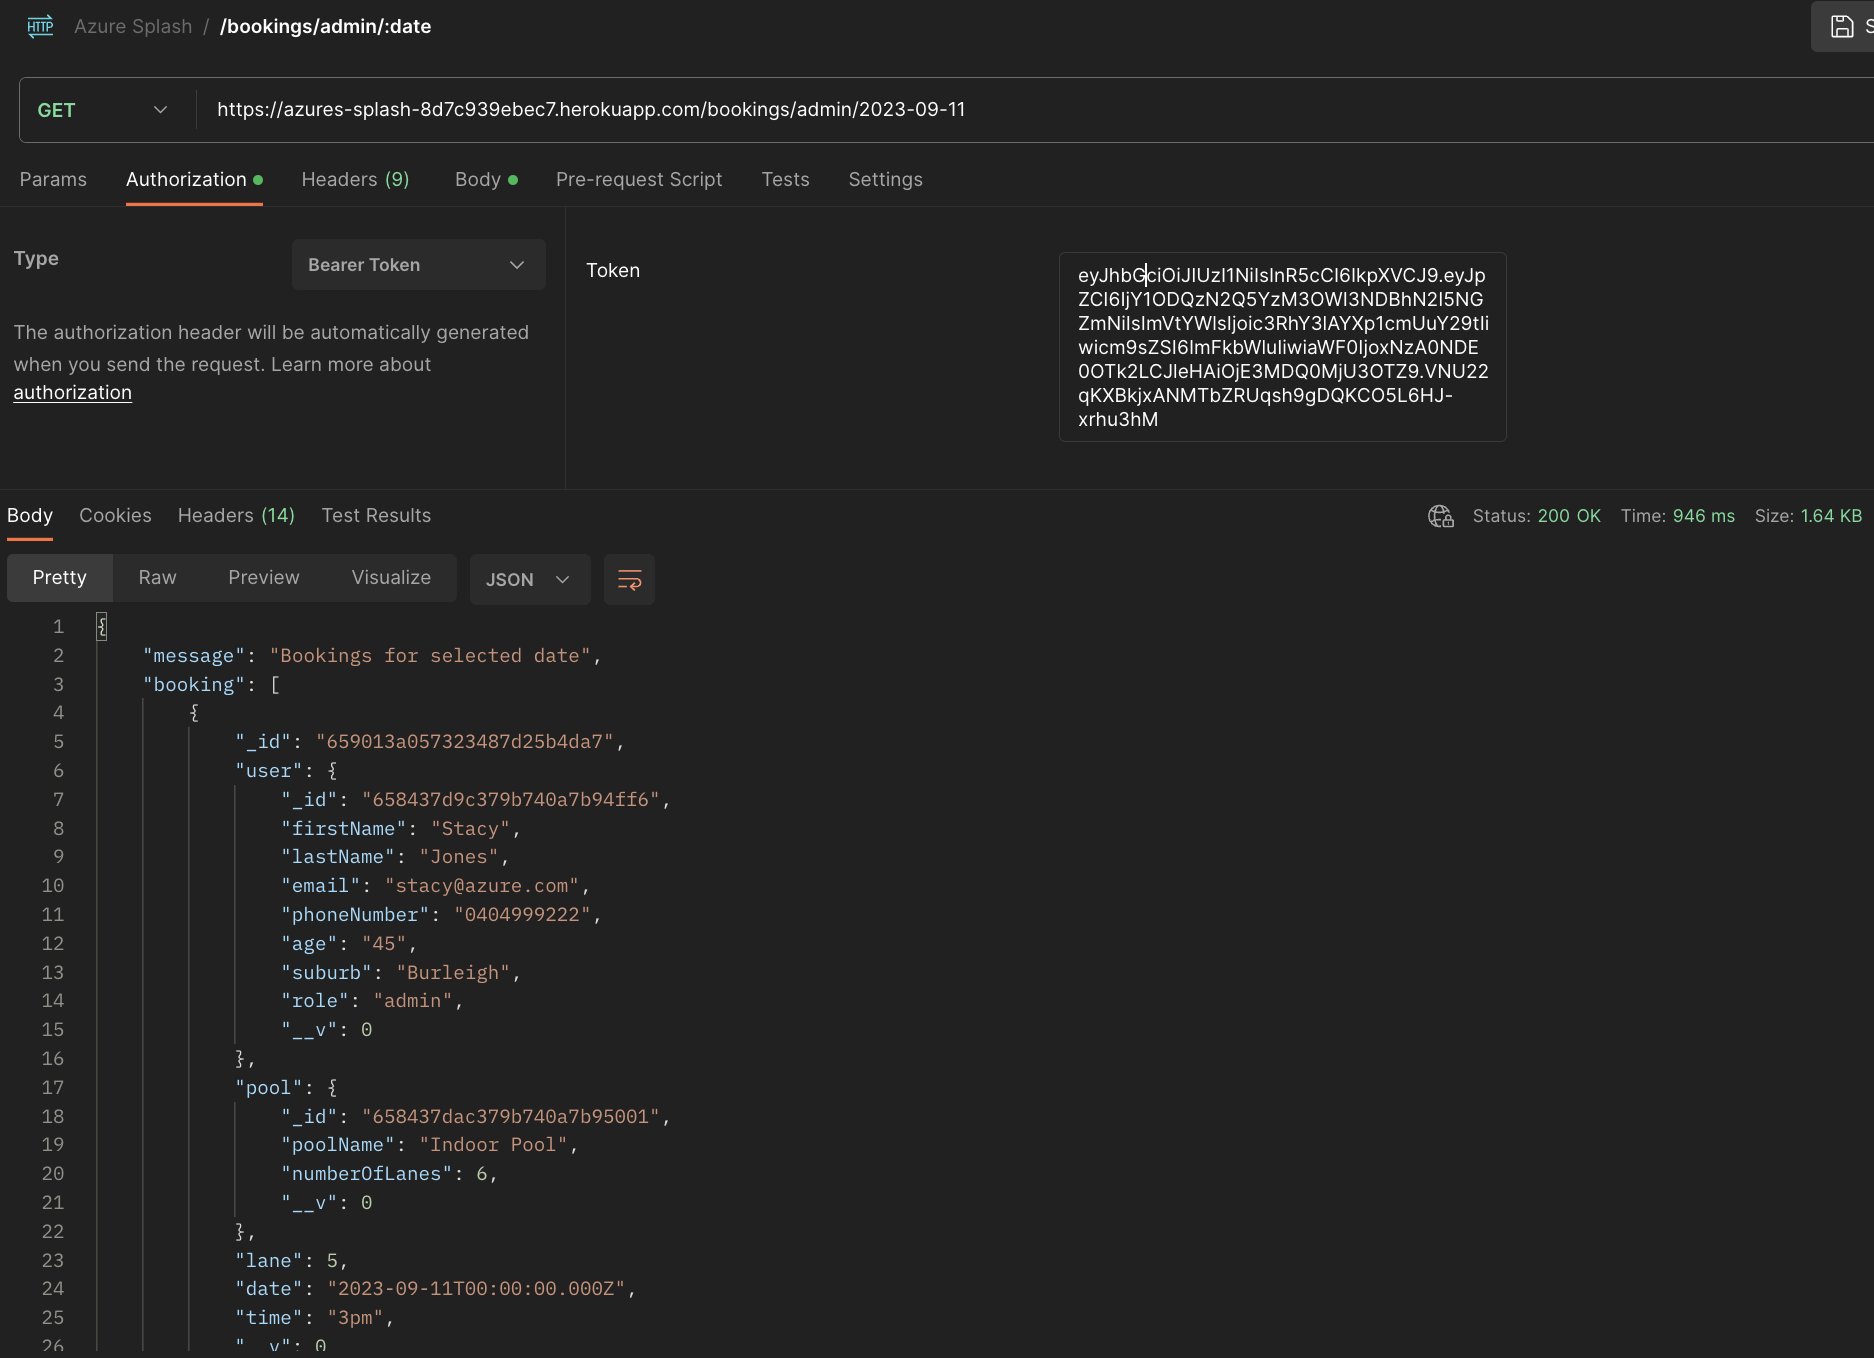 HTTP Azure Splash / /bookings/admin/:date
GET https://azures-splash-8d7c939ebec7.herokuapp.com/bookings/admin/2023-09-11
Params Authorization Headers (9) Body Pre-request Script Tests Settings
Type Bearer Token
The authorization header will be automatically generated
when you send the request. Learn more about
authorization
Token
eyJhbGciOiJIUzI1NiIsInR5cCI6IkpXVCJ9.eyJp
ZCI6IjY1ODQzN2Q5YzM3OWI3NDBhN2I5NG
ZmNiIsImVtYWlsIjoic3RhY3lAYXp1cmUuY29tIi
wicm9sZSI6ImFkbWluIiwiaWF0IjoxNzA0NDE
0OTk2LCJleHAiOjE3MDQ0MjU3OTZ9.VNU22
qKXBkjxANMTbZRUqsh9gDQKCO5L6HJ-
xrhu3hM
Body Cookies Headers (14) Test Results Status: 200 OK Time: 946 ms Size: 1.64 KB
Pretty Raw Preview Visualize JSON
1 {
2 "message": "Bookings for selected date",
3 "booking": [
4 {
5 "_id": "659013a057323487d25b4da7",
6 "user": {
7 "_id": "658437d9c379b740a7b94ff6",
8 "firstName": "Stacy",
9 "lastName": "Jones",
10 "email": "stacy@azure.com",
11 "phoneNumber": "0404999222",
12 "age": "45",
13 "suburb": "Burleigh",
14 "role": "admin",
15 "__v": 0
16 },
17 "pool": {
18 "_id": "658437dac379b740a7b95001",
19 "poolName": "Indoor Pool",
20 "numberOfLanes": 6,
21 "__v": 0
22 },
23 "lane": 5,
24 "date": "2023-09-11T00:00:00.000Z",
25 "time": "3pm",
26 "__v": 0